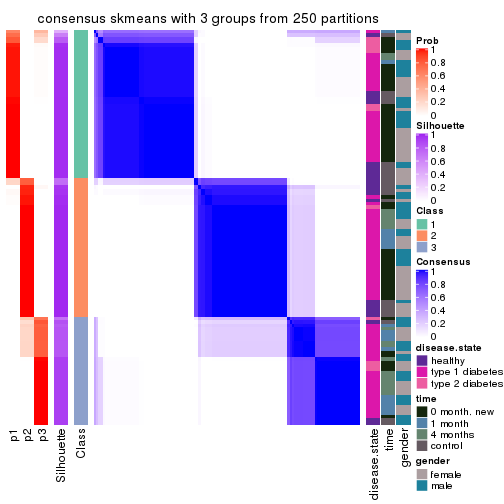 consensus skmeans with 3 groups from 250 partitions
Prob
1
0.8
0.6
0.4
0.2
0
Silhouette
1
0.8
0.6
0.4
0.2
0
Class
1
2
3
Consensus
1
0.8
0.6
0.4
0.2
0
disease.state
healthy
type 1 diabetes
type 2 diabetes
time
0 month, new
1 month
4 months
control
gender
female
male
p1
p2
p3
Silhouette
Class
disease.state
time
gender